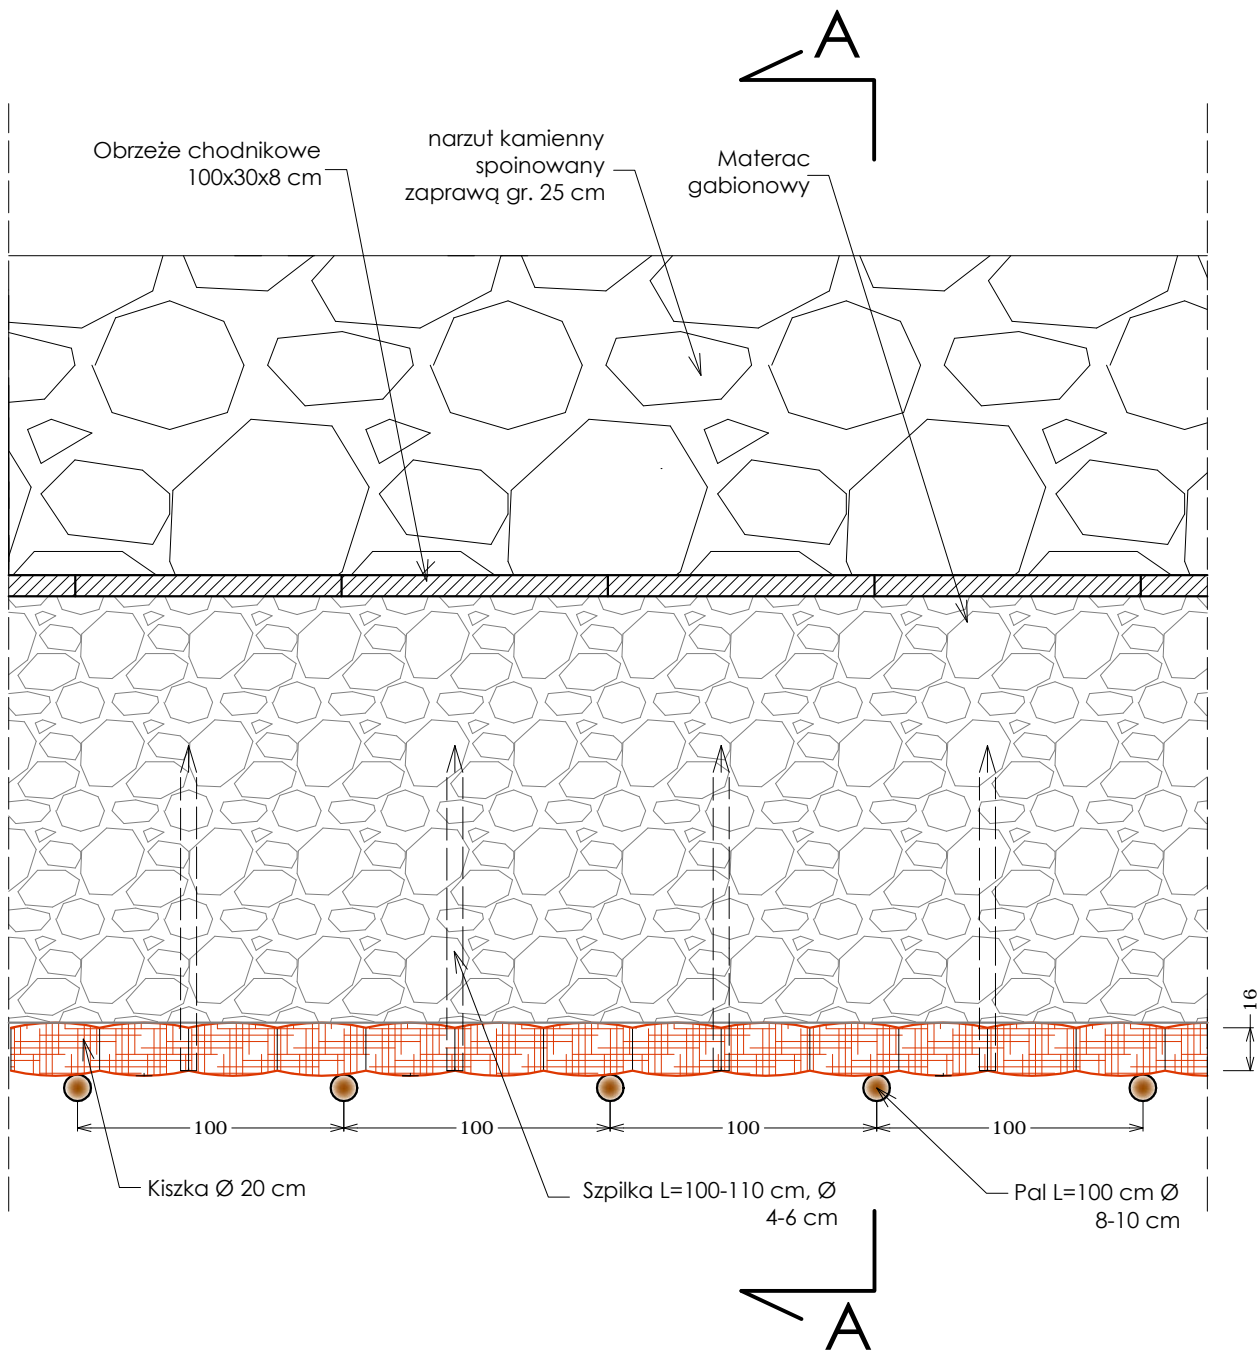 A
Obrzeże chodnikowe
100x30x8 cm
narzut kamienny
spoinowany
zaprawą gr. 25 cm
Materac
gabionowy
16
100
100
100
100
Kiszka Ø 20 cm
Szpilka L=100-110 cm, Ø
4-6 cm
Pal L=100 cm Ø
8-10 cm
A